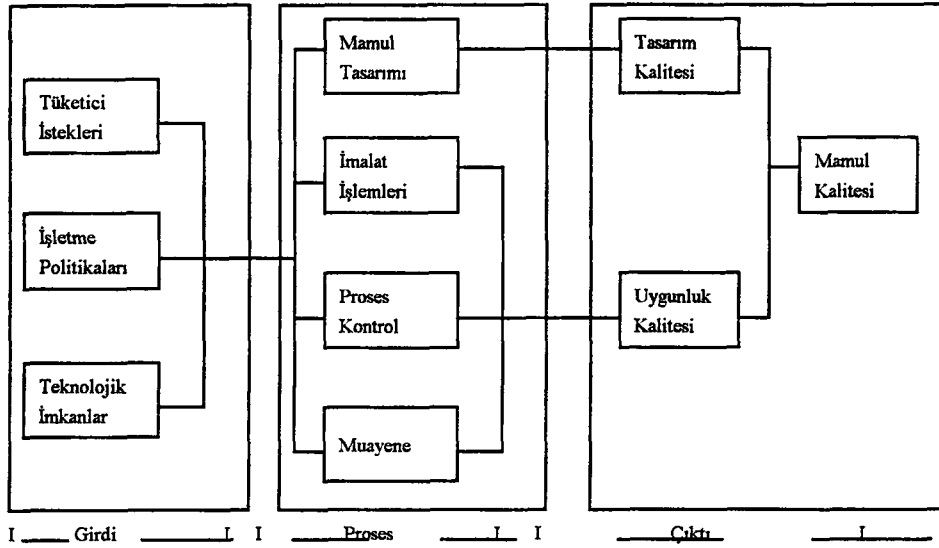 Tüketici
İstekleri
İşletme
Politikaları
Teknolojik
İmkanlar
Mamul
Tasarımı
İmalat
İşlemleri
Proses
Kontrol
Muayene
Tasarım
Kalitesi
Uygunluk
Kalitesi
Mamul
Kalitesi
I Girdi I I Proses I I Çıktı I